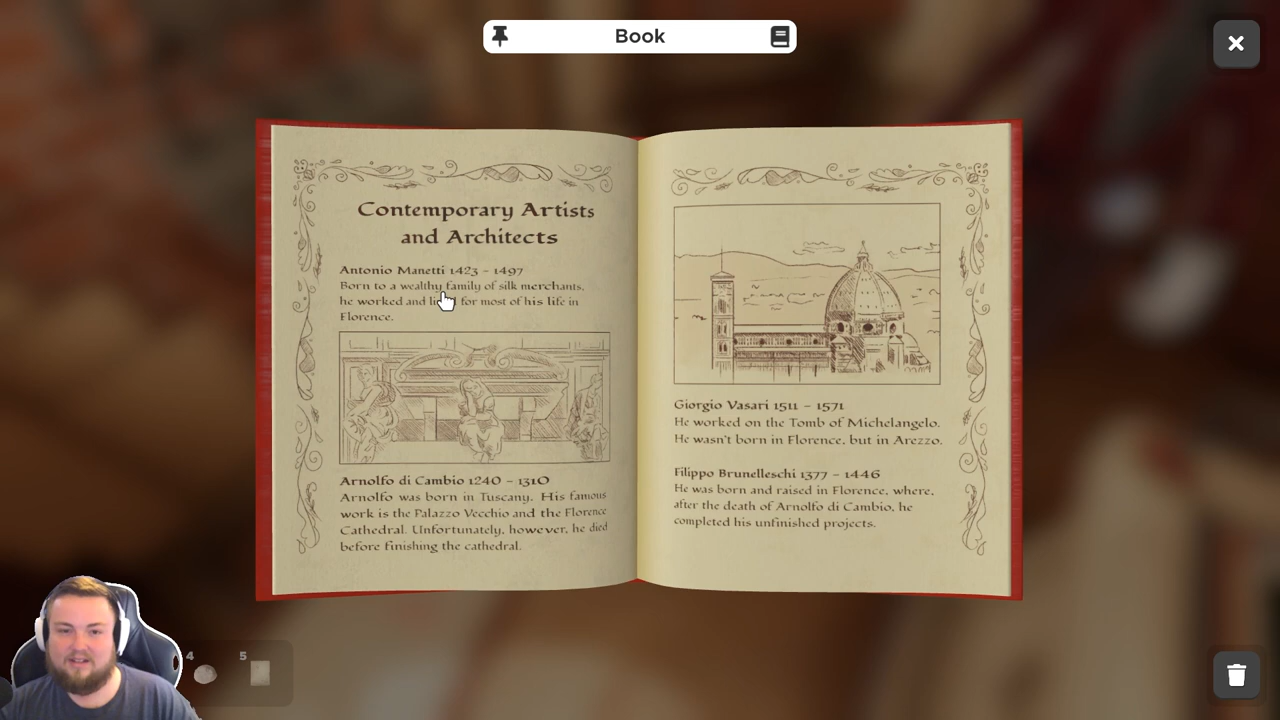 Book
Contemporary Artists
and Architects
Antonio Manetti 1423 - 1497
Born to a wealthy family of silk merchants,
he worked and for most of his life in
Florence.
Arnolfo di Cambio 1240 - 1310
Arnolfo was born in Tuscany. His famous
work is the Palazzo Vecchio and the Florence
Cathedral. Unfortunately, however, he died
before finishing the cathedral.
Giorgio Vasari 1511 - 1571
He worked on the Tomb of Michelangelo.
He wasn't born in Florence, but in Arezzo.
Filippo Brunelleschi 1377 - 1446
He was born and raised in Florence, where,
after the death of Arnolfo di Cambio, he
completed his unfinished projects.
4 5